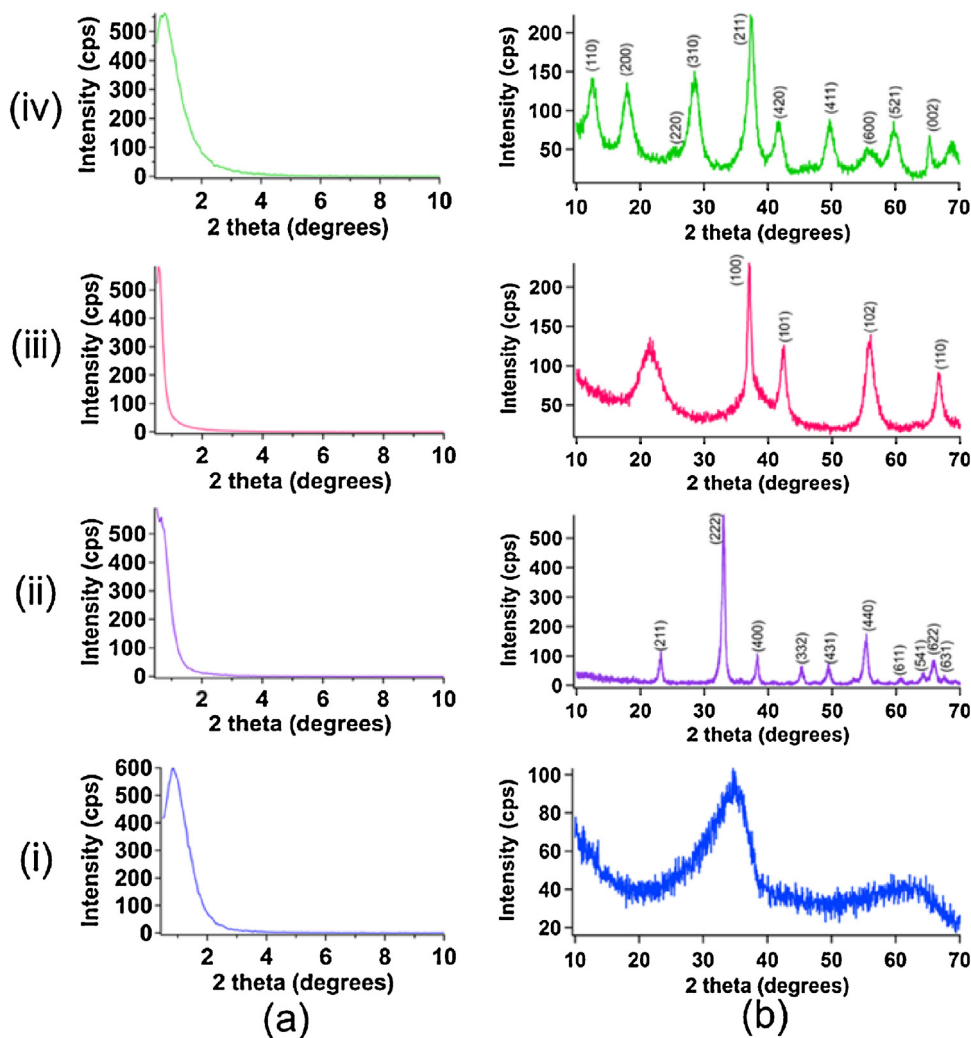 (iv)
Intensity (cps)
500
400
300
200
100
0
2 4 6 8 10
2 theta (degrees)
Intensity (cps)
200
150
100
50
(110)
(200)
(220)
(310)
(211)
(420)
(411)
(600)
(521)
(002)
10 20 30 40 50 60 70
2 theta (degrees)
(iii)
Intensity (cps)
500
400
300
200
100
0
2 4 6 8 10
2 theta (degrees)
Intensity (cps)
200
150
100
50
(100)
(101)
(102)
(110)
10 20 30 40 50 60 70
2 theta (degrees)
(ii)
Intensity (cps)
500
400
300
200
100
0
2 4 6 8 10
2 theta (degrees)
Intensity (cps)
500
400
300
200
100
0
(211)
(222)
(400)
(332)
(431)
(440)
(611)
(541)
(622)
(631)
10 20 30 40 50 60 70
2 theta (degrees)
(i)
Intensity (cps)
600
500
400
300
200
100
0
2 4 6 8 10
2 theta (degrees)
Intensity (cps)
100
80
60
40
20
10 20 30 40 50 60 70
2 theta (degrees)
(a)
(b)